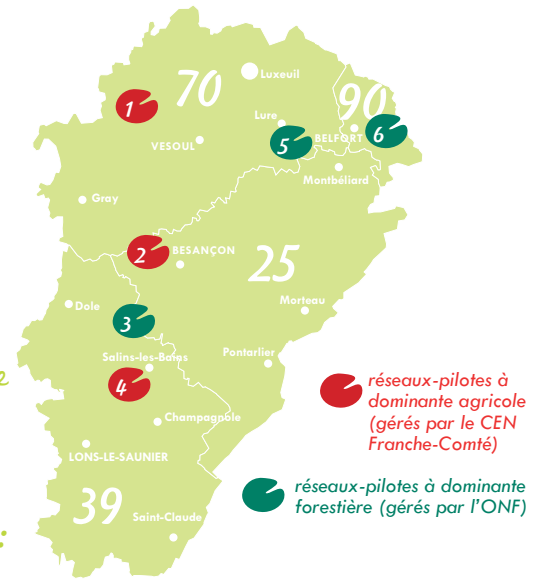 70
Luxeuil
1
90
Lure
6
5
BELFORT
VESOUL
Montbéliard
Gray
2
BESANÇON
25
Dole
Morteau
3
Salins-les-Bains
Pontarlier
4
réseaux-pilotes à
dominante agricole
(gérés par le CEN
Franche-Comté)
Champagnole
LONS-LE-SAUNIER
réseaux-pilotes à dominante
forestière (gérés par l'ONF)
39
Saint-Claude